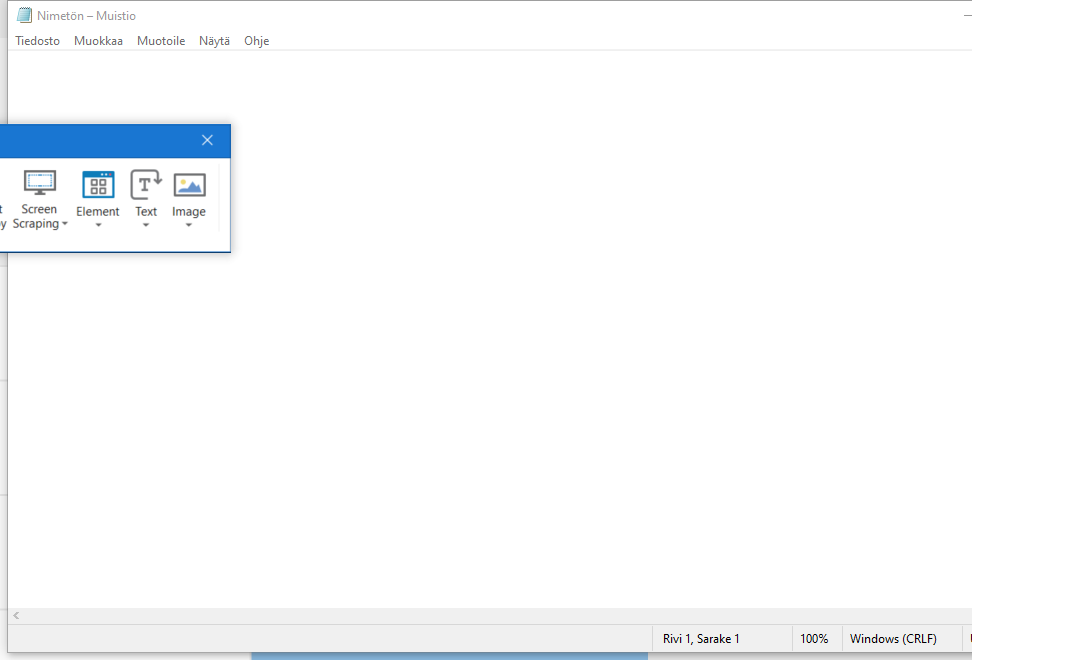 Nimetön – Muistio
Tiedosto Muokkaa Muotoile Näytä Ohje
Screen Scraping
Element
Text
Image
Rivi 1, Sarake 1 100% Windows (CRLF)